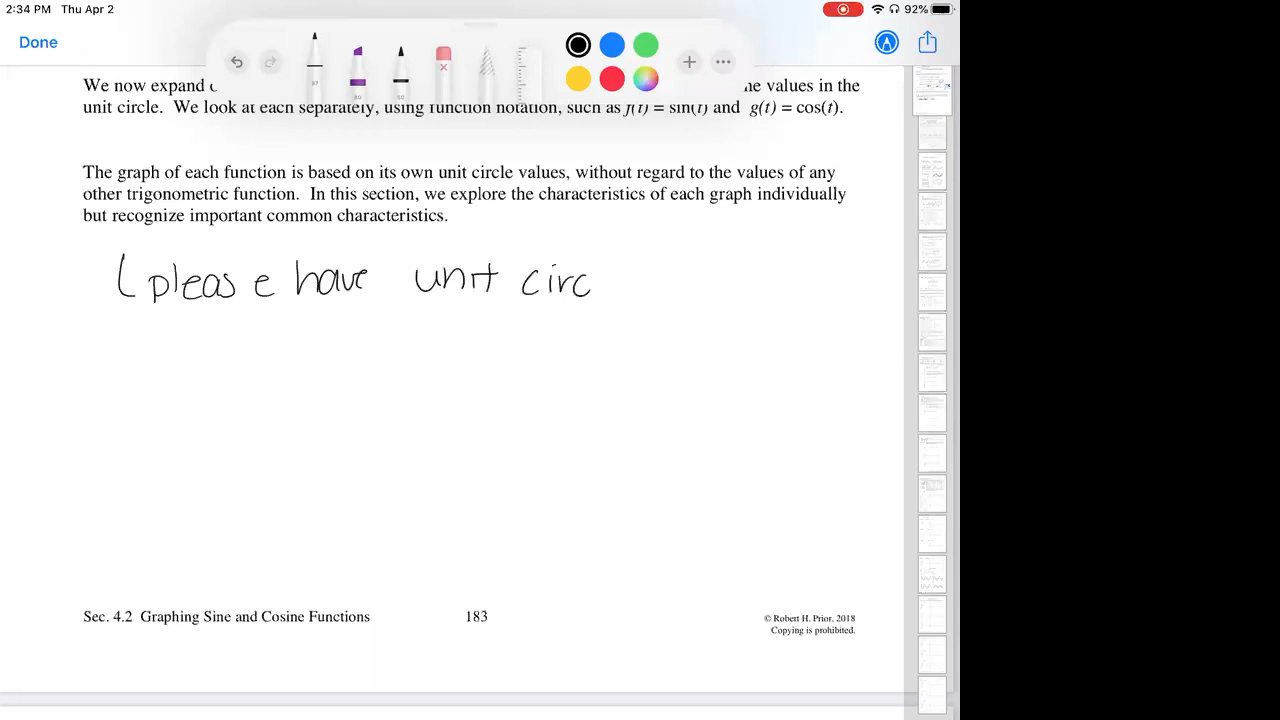 2:34 PM Thu Apr 2 92%
Done
We now expand he values in the
unit circle. We lo each separately, using function notation, such as f(t) = sin(t) and g(t) = cos(t).
The graph of each function is based on its own unit circle values, without regard to the values of any
other trigonometric function. In this section, we explore the characteristics of each graph individually
but recognize important common characteristics.
(please have unit circ
Sec. 4.2 Graphing Sine and Cosine Functions 183 © Robert H. Prior, 2018
Copying is prohibited.